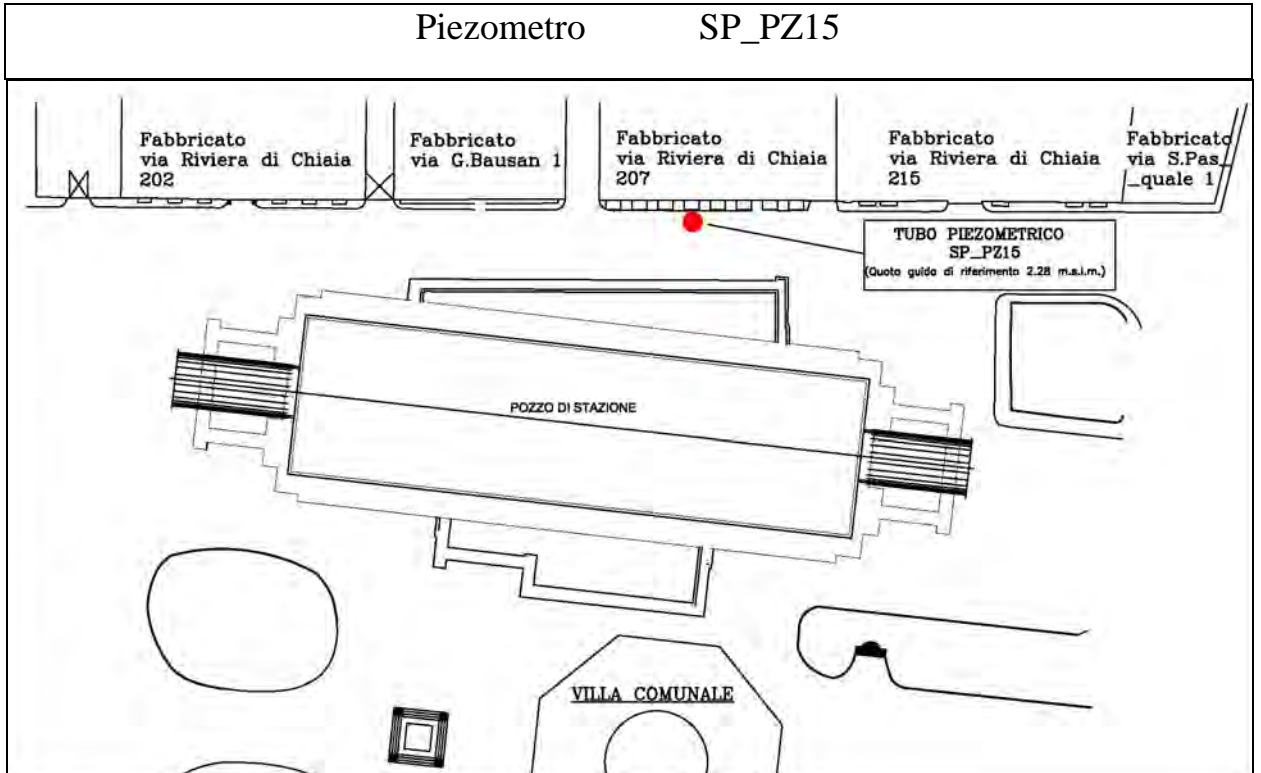 Piezometro SP_PZ15
Fabbricato
via Riviera di Chiaia
202
Fabbricato
via G.Bausan 1
Fabbricato
via Riviera di Chiaia
207
Fabbricato
via Riviera di Chiaia
215
Fabbricato
via S.Pas_
_quale 1
TUBO PIEZOMETRICO
SP_PZ15
(Quota guida di riferimento 2.28 m.s.l.m.)
POZZO DI STAZIONE
VILLA COMUNALE